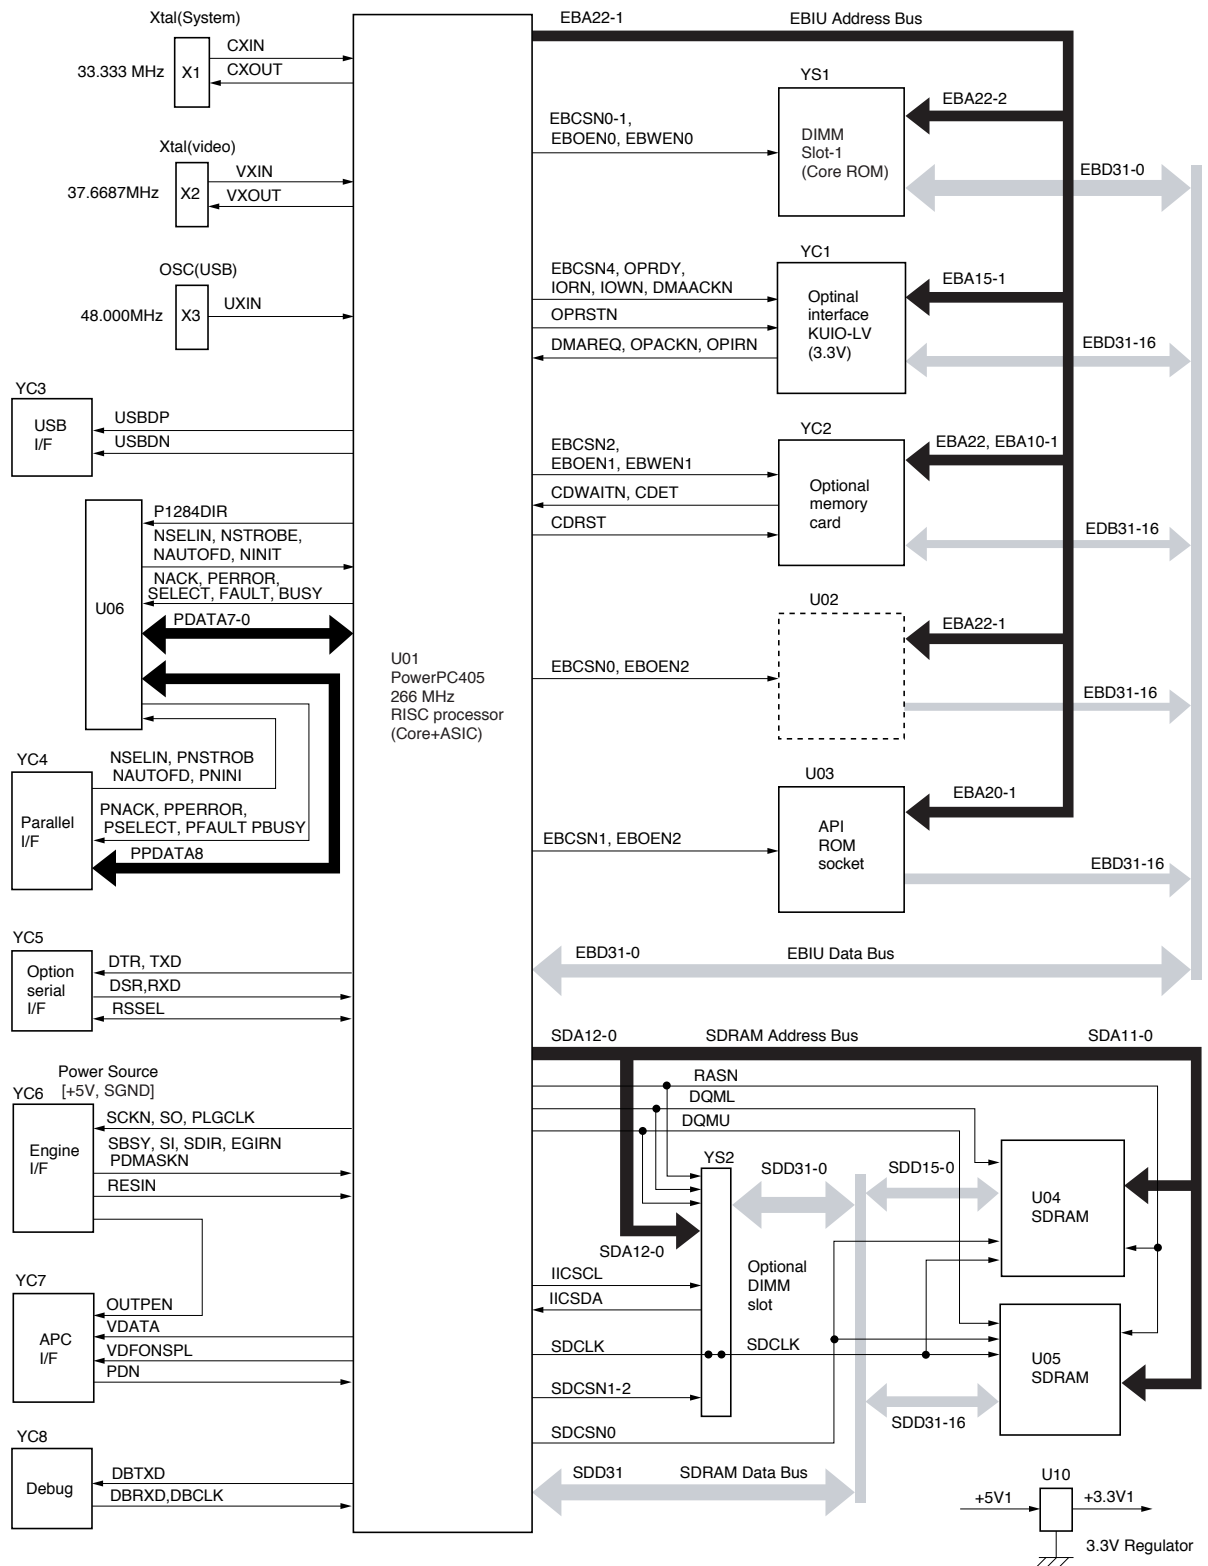 Xtal(System)
33.333 MHz
X1
CXIN
CXOUT
Xtal(video)
37.6687MHz
X2
VXIN
VXOUT
OSC(USB)
48.000MHz
X3
UXIN
YC3
USB
I/F
USBDP
USBDN
U06
P1284DIR
NSELIN, NSTROBE,
NAUTOFD, NINIT
NACK, PERROR,
SELECT, FAULT, BUSY
PDATA7-0
YC4
Parallel
I/F
NSELIN, PNSTROB
NAUTOFD, PNINI
PNACK, PPERROR,
PSELECT, PFAULT PBUSY
PPDATA8
YC5
Option
serial
I/F
DTR, TXD
DSR,RXD
RSSEL
Power Source
[+5V, SGND]
YC6
Engine
I/F
SCKN, SO, PLGCLK
SBSY, SI, SDIR, EGIRN
PDMASKN
RESIN
YC7
APC
I/F
OUTPEN
VDATA
VDFONSPL
PDN
YC8
Debug
DBTXD
DBRXD,DBCLK
U01
PowerPC405
266 MHz
RISC processor
(Core+ASIC)
EBA22-1
EBIU Address Bus
YS1
DIMM
Slot-1
(Core ROM)
EBCSN0-1,
EBOEN0, EBWEN0
EBA22-2
EBD31-0
YC1
Optinal
interface
KUIO-LV
(3.3V)
EBCSN4, OPRDY,
IORN, IOWN, DMAACKN
OPRSTN
DMAREQ, OPACKN, OPIRN
EBA15-1
EBD31-16
YC2
Optional
memory
card
EBCSN2,
EBOEN1, EBWEN1
CDWAITN, CDET
CDRST
EBA22, EBA10-1
EDB31-16
U02
EBCSN0, EBOEN2
EBA22-1
EBD31-16
U03
API
ROM
socket
EBCSN1, EBOEN2
EBA20-1
EBD31-16
EBD31-0
EBIU Data Bus
SDA12-0
SDRAM Address Bus
SDA11-0
RASN
DQML
DQMU
YS2
SDD31-0
SDD15-0
U04
SDRAM
SDA12-0
Optional
DIMM
slot
IICSCL
IICSDA
SDCLK
SDCLK
U05
SDRAM
SDCSN1-2
SDCSN0
SDD31-16
SDD31
SDRAM Data Bus
U10
+5V1
+3.3V1
3.3V Regulator